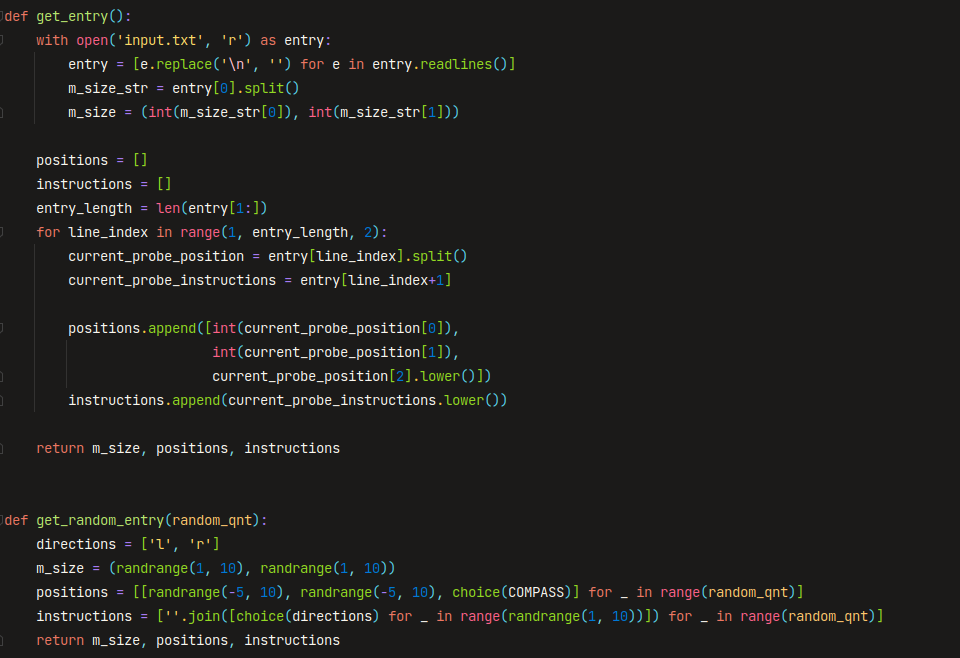 def get_entry():
    with open('input.txt', 'r') as entry:
        entry = [e.replace('\n', '') for e in entry.readlines()]
        m_size_str = entry[0].split()
        m_size = (int(m_size_str[0]), int(m_size_str[1]))

    positions = []
    instructions = []
    entry_length = len(entry[1:])
    for line_index in range(1, entry_length, 2):
        current_probe_position = entry[line_index].split()
        current_probe_instructions = entry[line_index+1]

        positions.append([int(current_probe_position[0]),
                          int(current_probe_position[1]),
                          current_probe_position[2].lower()])
        instructions.append(current_probe_instructions.lower())

    return m_size, positions, instructions


def get_random_entry(random_qnt):
    directions = ['l', 'r']
    m_size = (randrange(1, 10), randrange(1, 10))
    positions = [[randrange(-5, 10), randrange(-5, 10), choice(COMPASS)] for _ in range(random_qnt)]
    instructions = [''.join([choice(directions) for _ in range(randrange(1, 10))]) for _ in range(random_qnt)]
    return m_size, positions, instructions